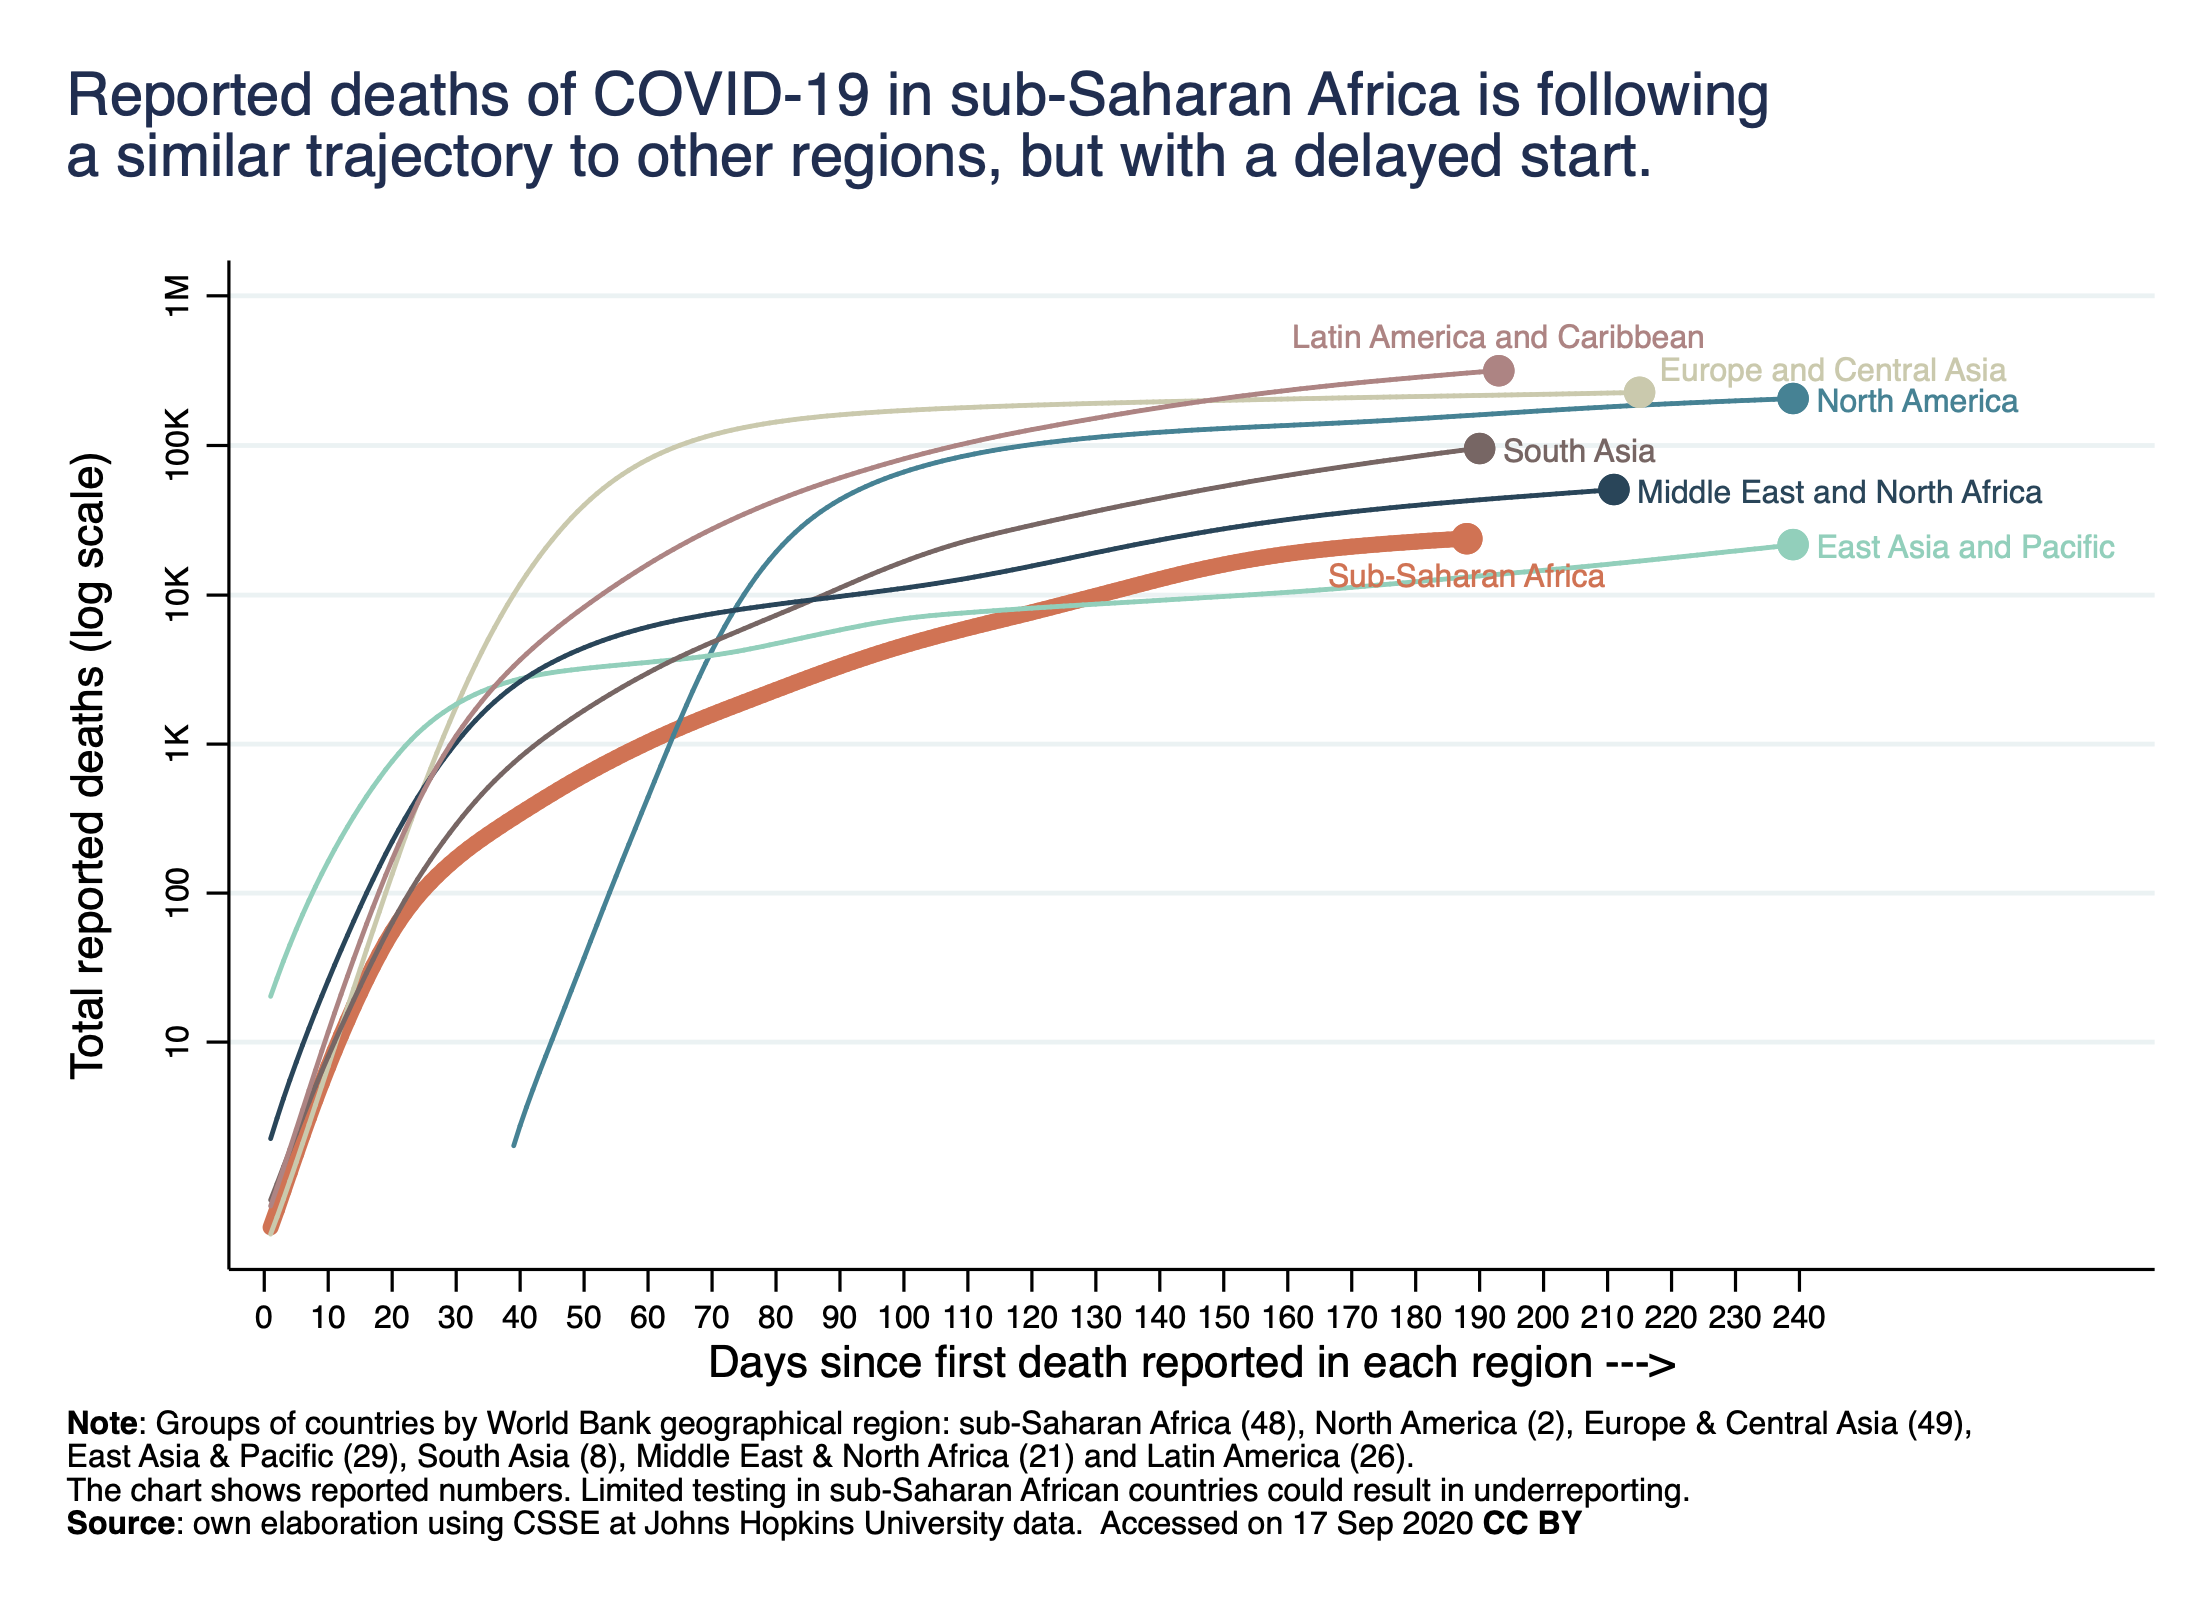 Reported deaths of COVID-19 in sub-Saharan Africa is following
a similar trajectory to other regions, but with a delayed start.
Total reported deaths (log scale)
1M
100K
10K
1K
100
10
Latin America and Caribbean
Europe and Central Asia
North America
South Asia
Middle East and North Africa
East Asia and Pacific
Sub-Saharan Africa
0 10 20 30 40 50 60 70 80 90 100 110 120 130 140 150 160 170 180 190 200 210 220 230 240
Days since first death reported in each region --->
Note: Groups of countries by World Bank geographical region: sub-Saharan Africa (48), North America (2), Europe & Central Asia (49),
East Asia & Pacific (29), South Asia (8), Middle East & North Africa (21) and Latin America (26).
The chart shows reported numbers. Limited testing in sub-Saharan African countries could result in underreporting.
Source: own elaboration using CSSE at Johns Hopkins University data.  Accessed on 17 Sep 2020 CC BY